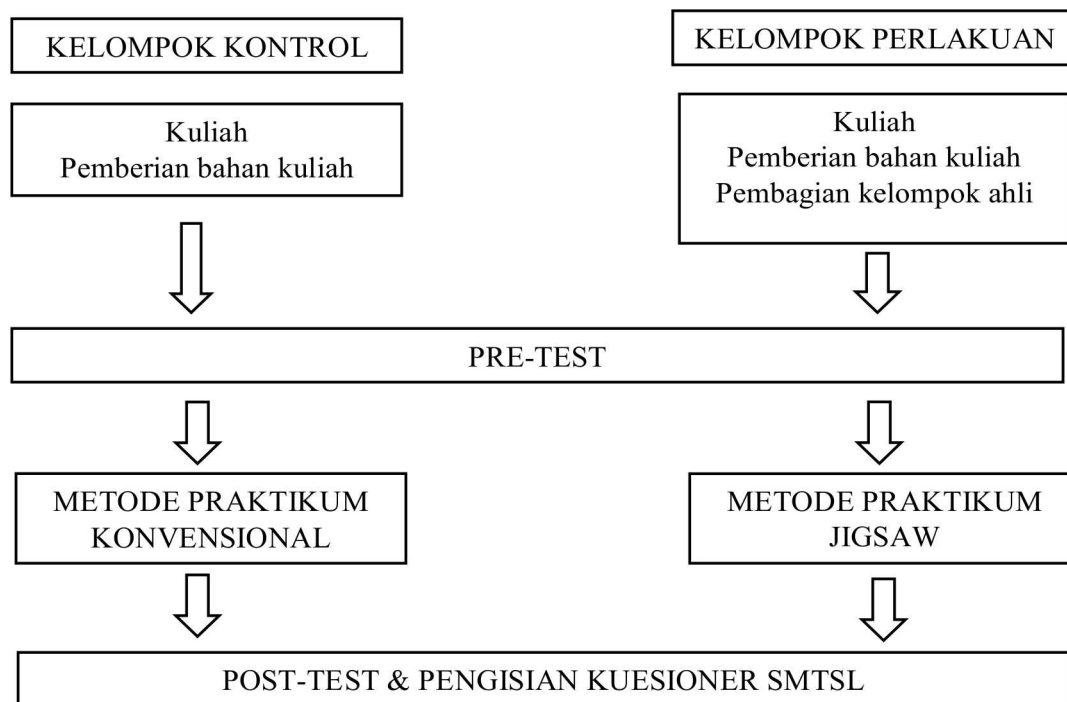 KELOMPOK KONTROL
KELOMPOK PERLAKUAN
Kuliah
Pemberian bahan kuliah
Kuliah
Pemberian bahan kuliah
Pembagian kelompok ahli
PRE-TEST
METODE PRAKTIKUM
KONVENSIONAL
METODE PRAKTIKUM
JIGSAW
POST-TEST & PENGISIAN KUESIONER SMTSL